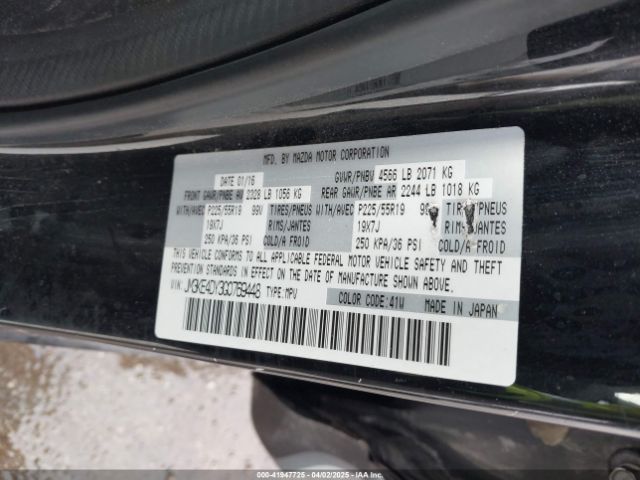 MFD. BY MAZDA MOTOR CORPORATION
DATE 01/16 GVWR/PNBV 4566 LB 2071 KG
FRONT GAWR/PNBE AV 2328 LB 1056 KG REAR GAWR/PNBE AR 2244 LB 1018 KG
WITH/AVEC P225/55R19 99V TIRES/PNEUS WITH/AVEC P225/55R19 TIRES/PNEUS
19X7J RIMS/JANTES 19X7J RIM JANTES
250 KPA/36 PSI COLD/A FROID 250 KPA/36 PSI COLD/A FROID
THIS VEHICLE CONFORMS TO ALL APPLICABLE FEDERAL MOTOR VEHICLE SAFETY AND THEFT
PREVENTION STANDARDS IN EFFECT ON THE DATE OF MANUFACTURE SHOWN ABOVE.
VIN: JM3KE4DY3G0769448 TYPE:MPV
COLOR CODE:41W MADE IN JAPAN
© IAA 000-41947725 - 04/02/2025 - © IAA